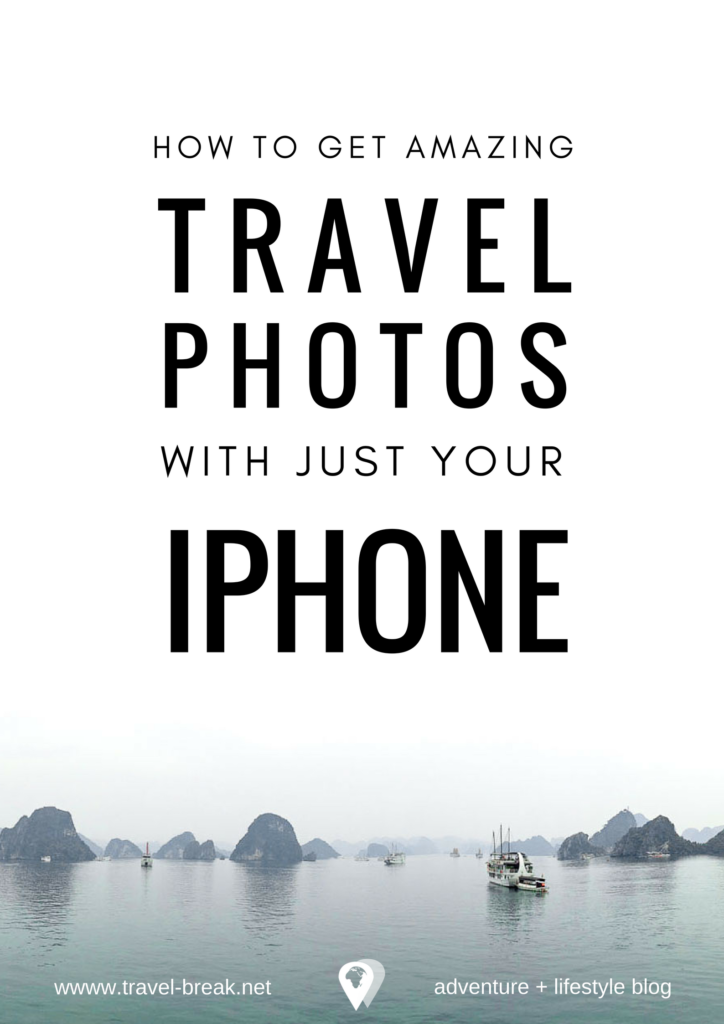 HOW TO GET AMAZING
TRAVEL
PHOTOS
WITH JUST YOUR
IPHONE
wwww.travel-break.net
adventure + lifestyle blog